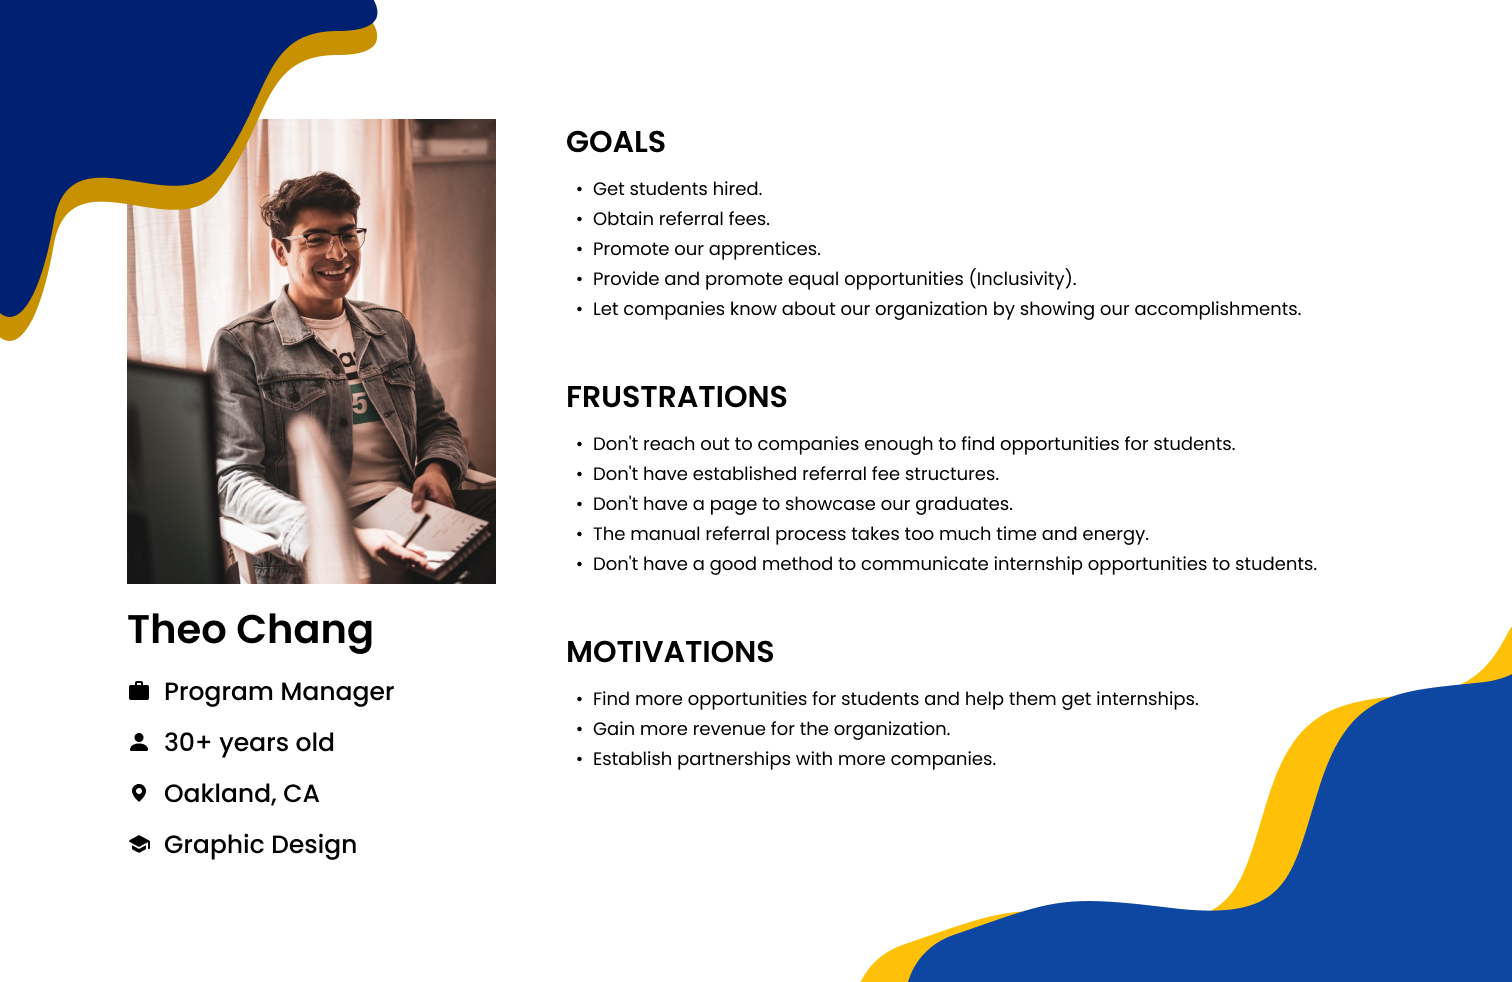 GOALS
• Get students hired.
• Obtain referral fees.
• Promote our apprentices.
• Provide and promote equal opportunities (Inclusivity).
• Let companies know about our organization by showing our accomplishments.
FRUSTRATIONS
• Don't reach out to companies enough to find opportunities for students.
• Don't have established referral fee structures.
• Don't have a page to showcase our graduates.
• The manual referral process takes too much time and energy.
• Don't have a good method to communicate internship opportunities to students.
MOTIVATIONS
• Find more opportunities for students and help them get internships.
• Gain more revenue for the organization.
• Establish partnerships with more companies.
Theo Chang
Program Manager
30+ years old
Oakland, CA
Graphic Design
5